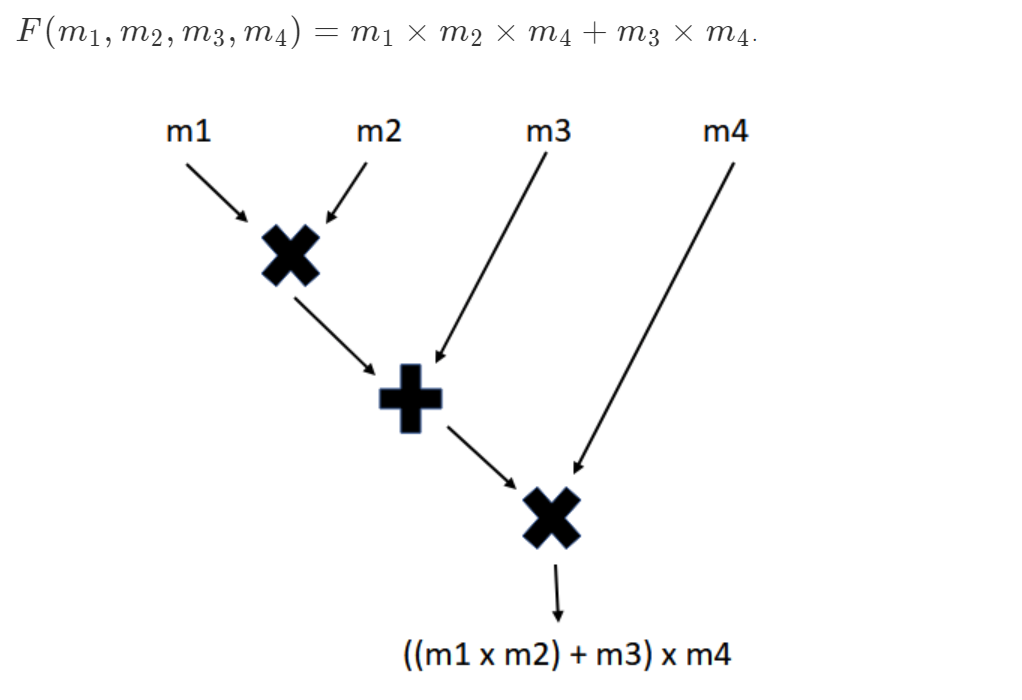 F(m₁, m₂, m₃, m₄) = m₁ × m₂ × m₄ + m₃ × m₄.
m1 m2 m3 m4
((m1 x m2) + m3) x m4